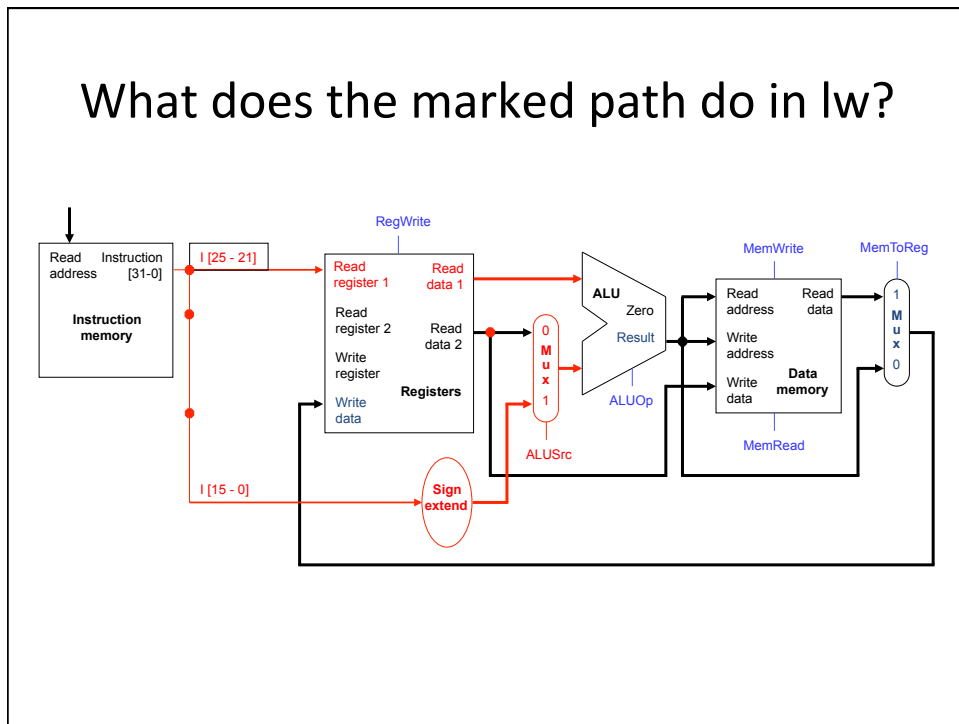 What does the marked path do in lw?
RegWrite
MemWrite
MemToReg
Read address
Instruction [31-0]
Instruction memory
I [25 - 21]
I [15 - 0]
Read register 1
Read data 1
Read register 2
Read data 2
Write register
Write data
Registers
Sign extend
0
M
u
x
1
ALUSrc
ALU
Zero
Result
ALUOp
Read address
Read data
Write address
Write data
Data memory
MemRead
1
M
u
x
0